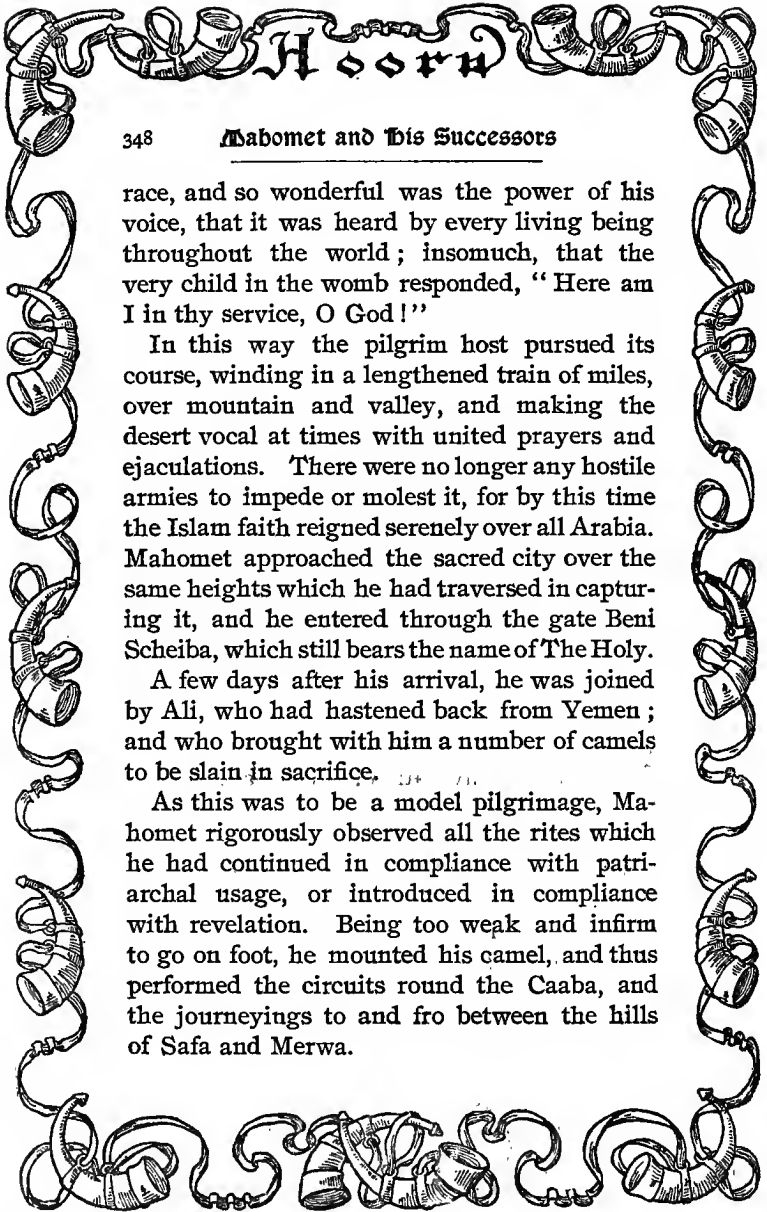 Hoorn
348 Mahomet and His Successors
race, and so wonderful was the power of his
voice, that it was heard by every living being
throughout the world ; insomuch, that the
very child in the womb responded, “ Here am
I in thy service, O God ! ”
In this way the pilgrim host pursued its
course, winding in a lengthened train of miles,
over mountain and valley, and making the
desert vocal at times with united prayers and
ejaculations. There were no longer any hostile
armies to impede or molest it, for by this time
the Islam faith reigned serenely over all Arabia.
Mahomet approached the sacred city over the
same heights which he had traversed in captur-
ing it, and he entered through the gate Beni
Scheiba, which still bears the name of The Holy.
A few days after his arrival, he was joined
by Ali, who had hastened back from Yemen ;
and who brought with him a number of camels
to be slain in sacrifice.
As this was to be a model pilgrimage, Ma-
homet rigorously observed all the rites which
he had continued in compliance with patri-
archal usage, or introduced in compliance
with revelation. Being too weak and infirm
to go on foot, he mounted his camel, and thus
performed the circuits round the Caaba, and
the journeyings to and fro between the hills
of Safa and Merwa.